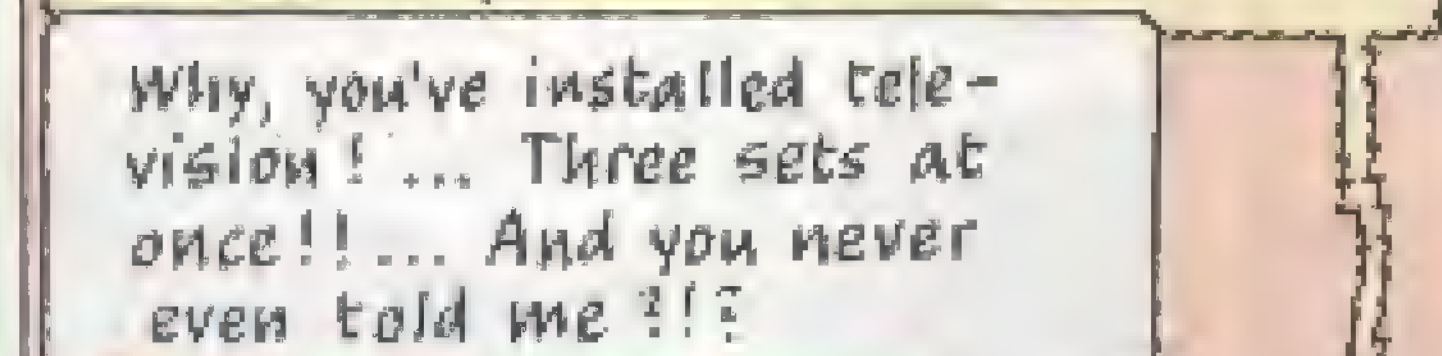 Why, you've installed tele-
vision!... Three sets at
once!!... And you never
even told me?!?